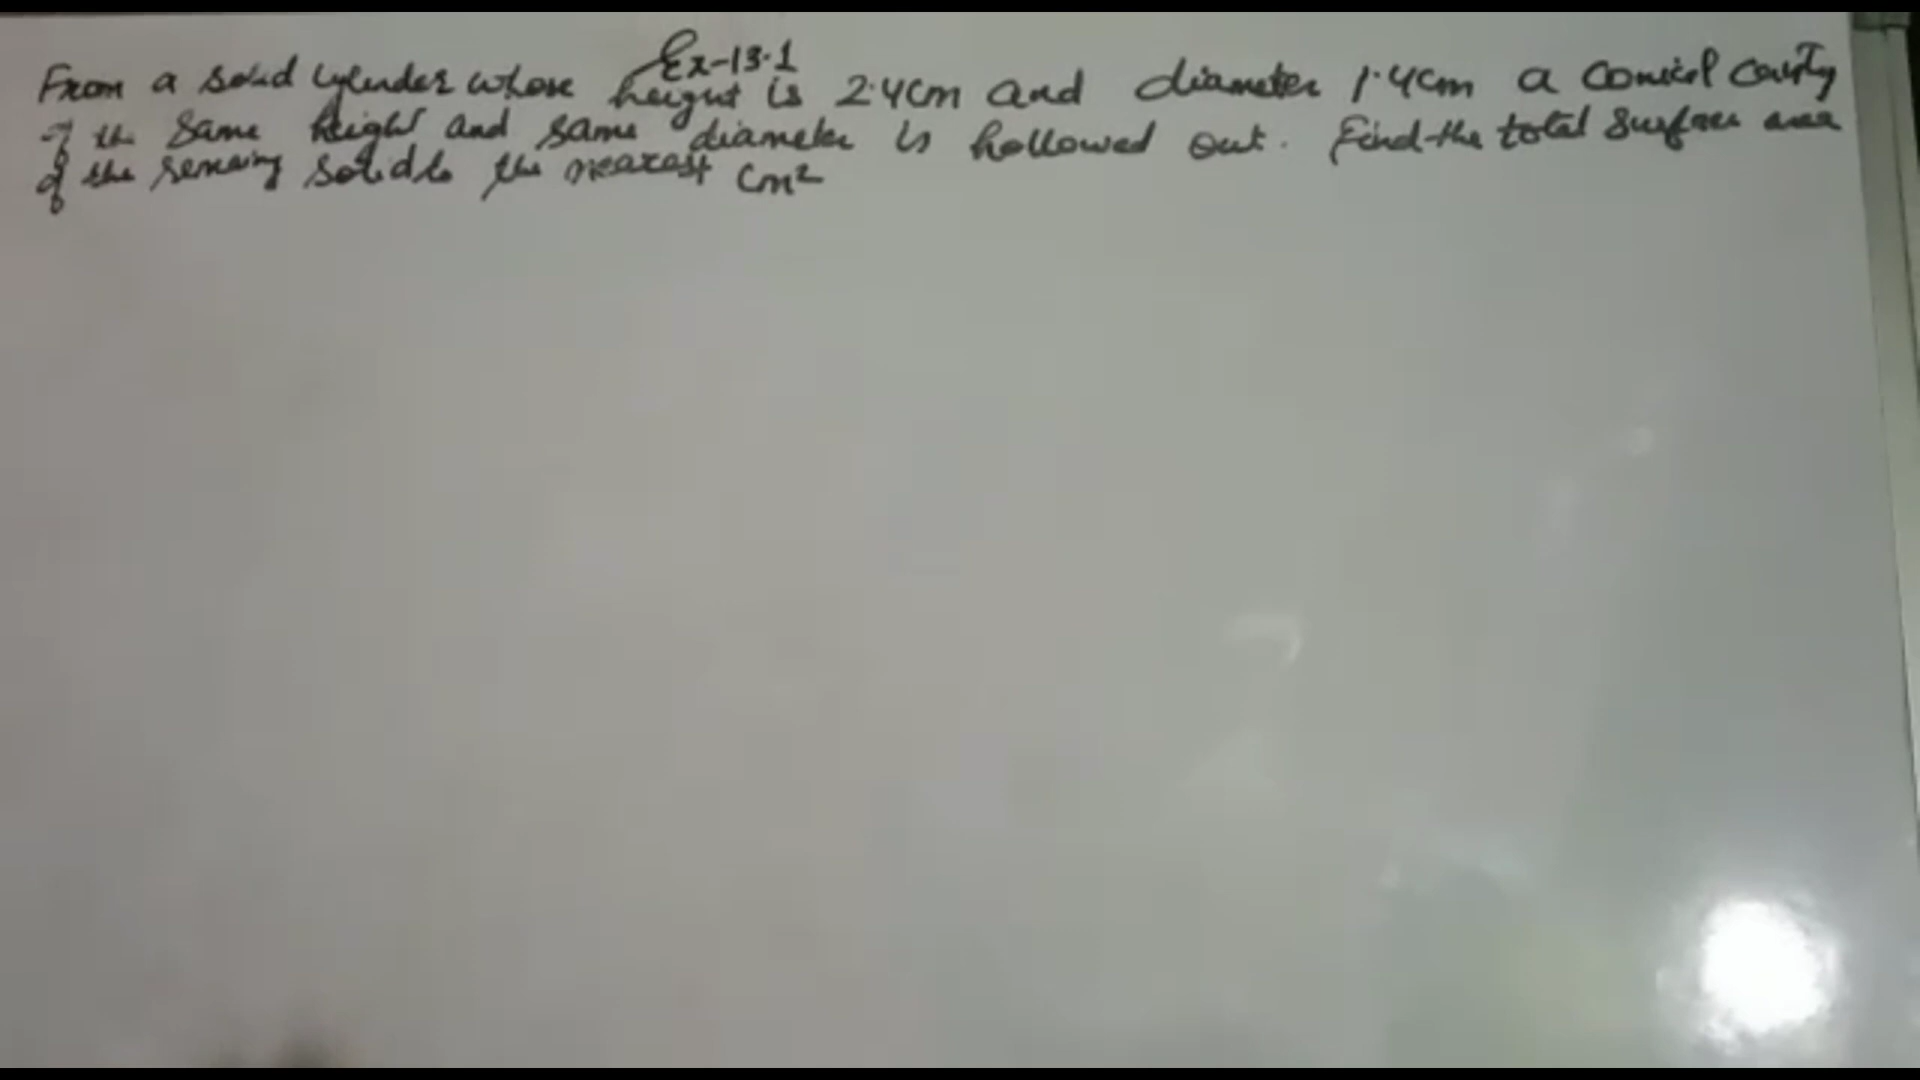 Ex-13.1
From a solid cylinder whose height is 2.4cm and diameter 1.4cm a conical cavity
of the same height and same diameter is hollowed out. Find the total surface area
of the remaing solid to the nearest cm²